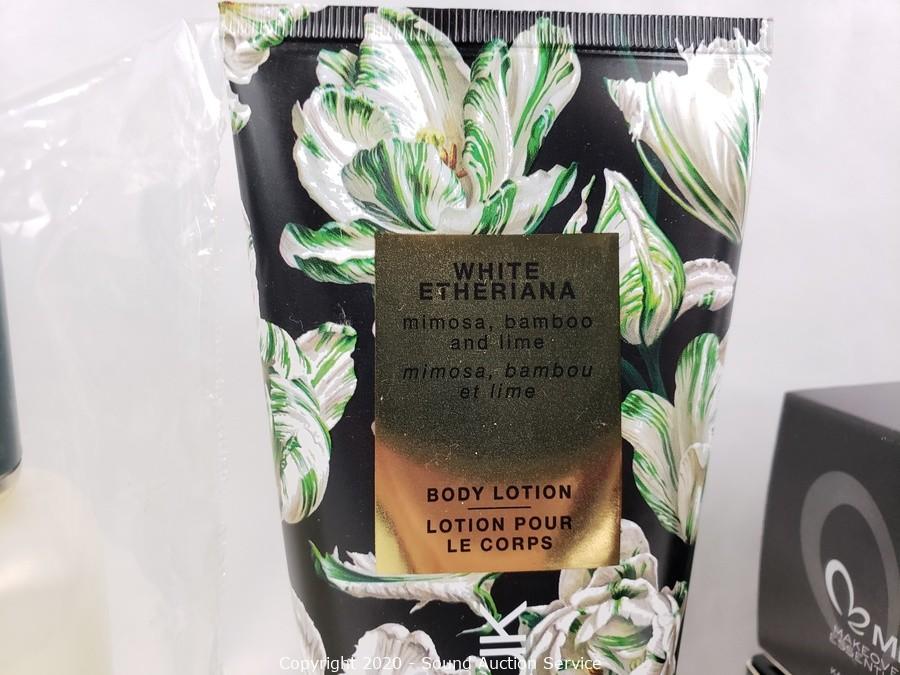 WHITE
ETHERIANA
mimosa, bamboo
and lime
mimosa, bambou
et lime
BODY LOTION
LOTION POUR
LE CORPS
MAKEOVER
Copyright 2020 - Sound Auction Service